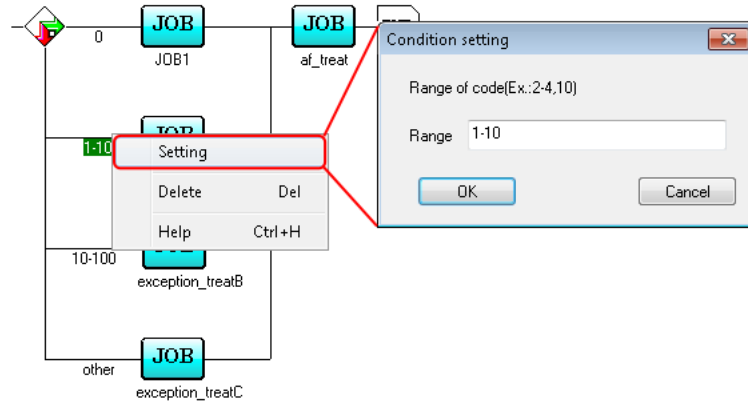 0
JOB
JOB1
JOB
af_treat
Condition setting
Range of code(Ex.:2-4,10)
Range 1-10
OK Cancel
JOB
1-10
Setting
Delete Del
Help Ctrl+H
10-100
exception_treatB
other
JOB
exception_treatC